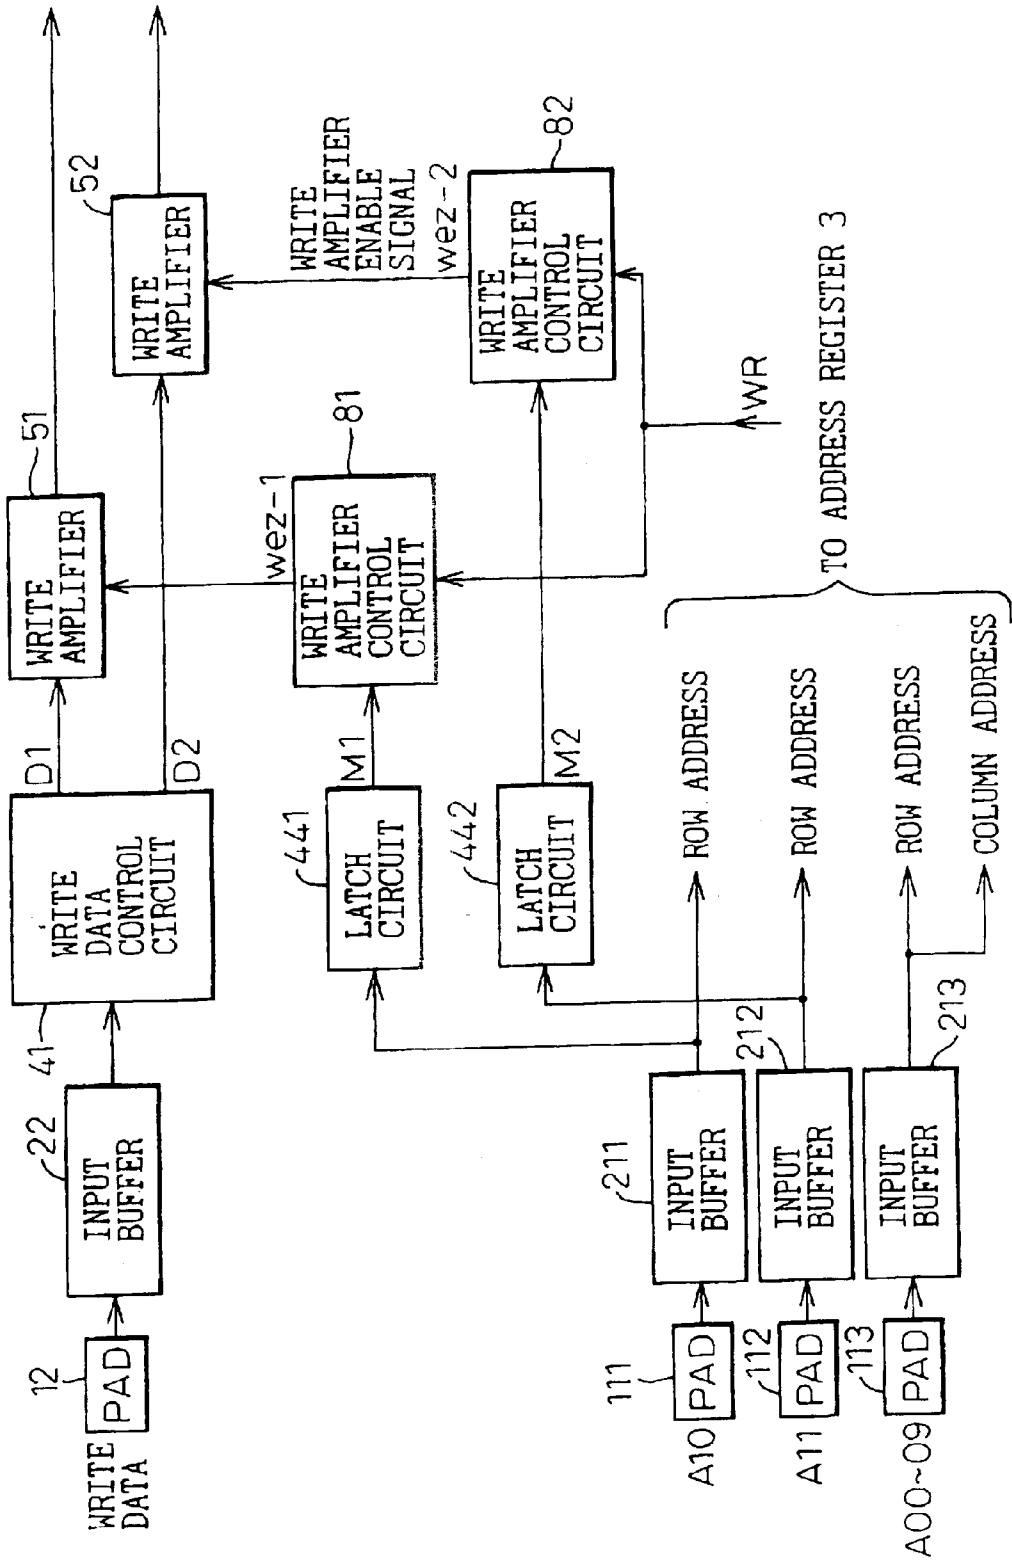 WRITE
DATA
12
PAD
22
INPUT
BUFFER
41
WRITE
DATA
CONTROL
CIRCUIT
D1
D2
51
WRITE
AMPLIFIER
52
WRITE
AMPLIFIER
wez-1
WRITE
AMPLIFIER
ENABLE
SIGNAL
wez-2
441
LATCH
CIRCUIT
M1
81
WRITE
AMPLIFIER
CONTROL
CIRCUIT
442
LATCH
CIRCUIT
M2
82
WRITE
AMPLIFIER
CONTROL
CIRCUIT
WR
A10
111
PAD
211
INPUT
BUFFER
ROW ADDRESS
A11
112
PAD
212
INPUT
BUFFER
ROW ADDRESS
A00~09
113
PAD
213
INPUT
BUFFER
ROW ADDRESS
COLUMN ADDRESS
TO ADDRESS REGISTER 3